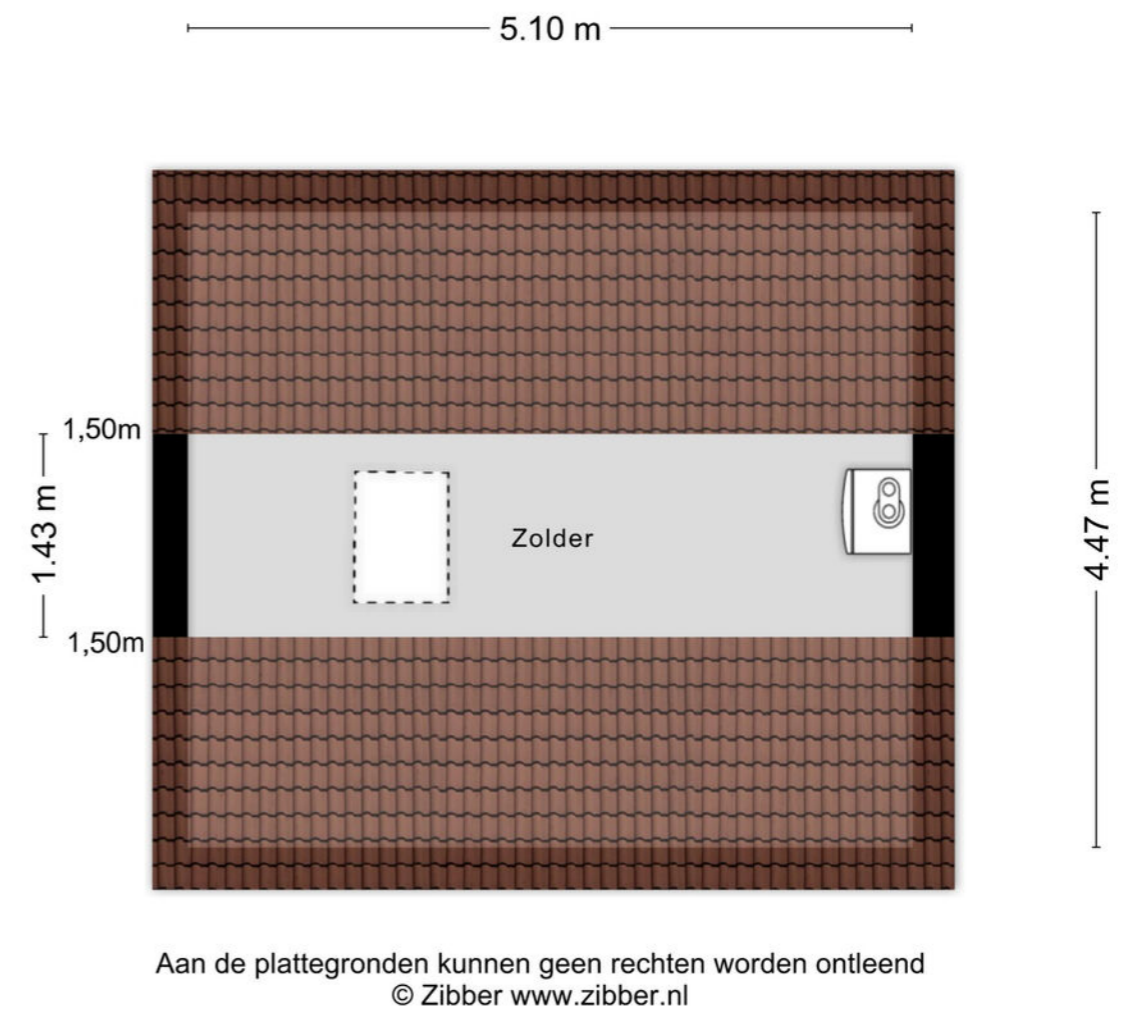 5.10 m
1,50m
1.43 m
Zolder
4.47 m
1,50m
Aan de plattegronden kunnen geen rechten worden ontleend
© Zibber www.zibber.nl